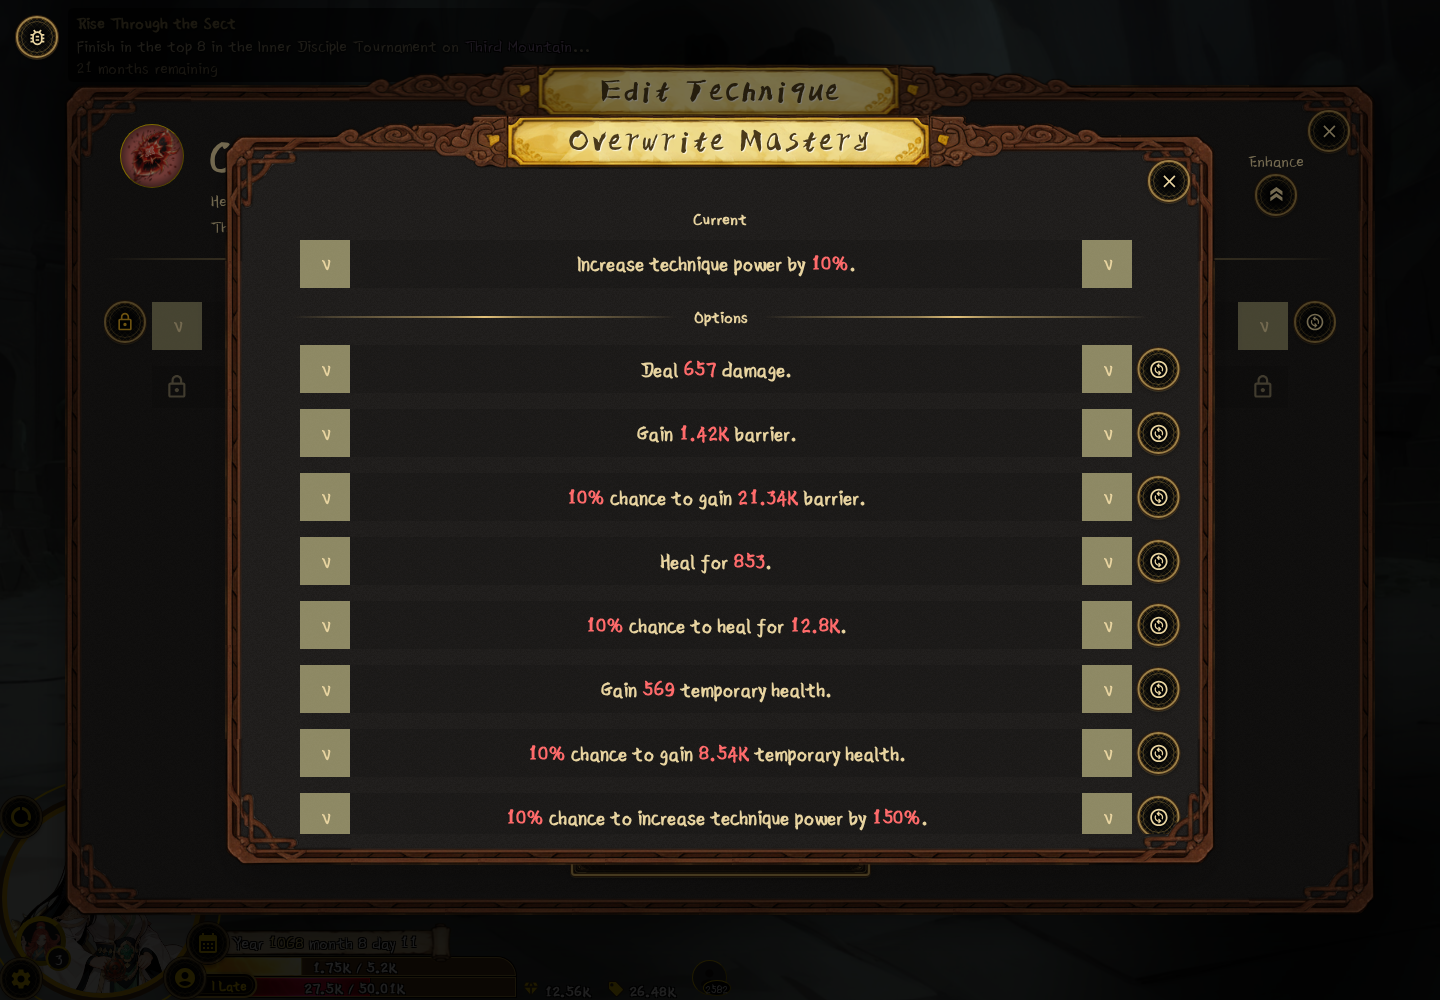 Rise Through the Sect
Finish in the top 8 in the Inner Disciple Tournament on Third Mountain...
21 months remaining
Edit Technique
Overwrite Mastery
Enhance
Current
v Increase technique power by 10%. v
Options
v Deal 657 damage. v
v Gain 1.42K barrier. v
v 10% chance to gain 21.34K barrier. v
v Heal for 853. v
v 10% chance to heal for 12.8K. v
v Gain 569 temporary health. v
v 10% chance to gain 8.54K temporary health. v
v 10% chance to increase technique power by 150%. v
C
He
Th
v v
Year 1068 month 8 day 11
3
1.75K / 5.2K
I Late
27.5K / 50.01K
12.56K 26.48K